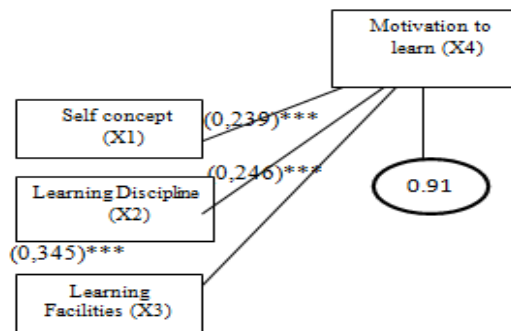 Motivation to
learn (X4)
Self concept
(X1)
(0,239)***
(0,246)***
Learning Discipline
(X2)
0.91
(0,345)***
Learning
Facilities (X3)